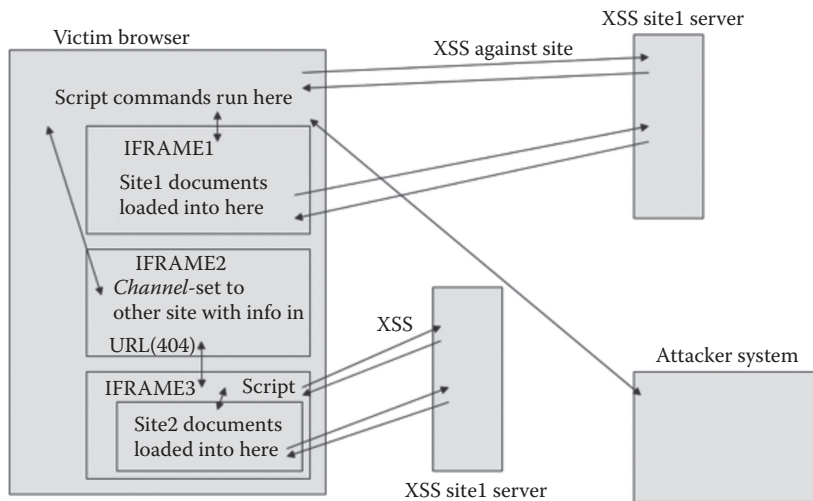 XSS site1 server
Victim browser
XSS against site
Script commands run here
IFRAME1
Site1 documents
loaded into here
IFRAME2
Channel-set to
other site with info in
URL(404)
XSS
Attacker system
IFRAME3
Script
Site2 documents
loaded into here
XSS site1 server